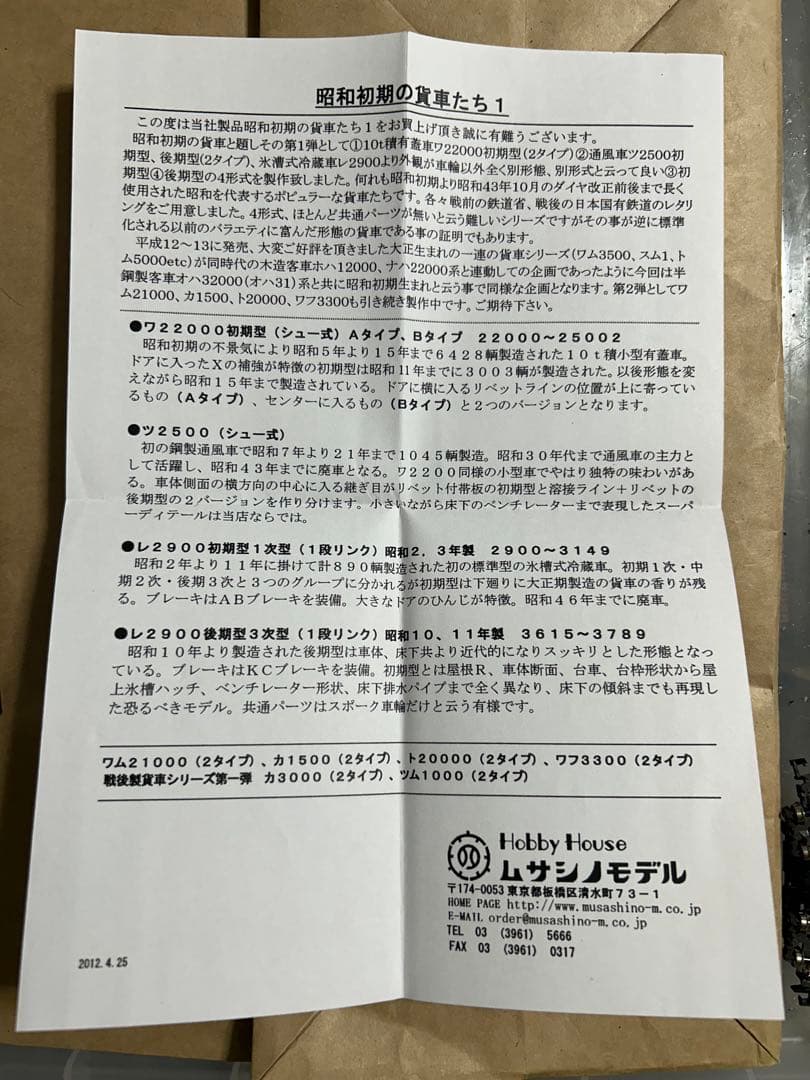 昭和初期の貨車たち１
この度は当社製品昭和初期の貨車たち１をお買上げ頂き誠に有難うございます。
昭和初期の貨車と題しその第１弾として①10t積有蓋車ワ22000初期型(2タイプ)②通風車ツ2500初
期型、後期型(2タイプ)、氷槽式冷蔵車レ2900より外観が車輪以外全く別形態、別形式と云って良い③初
期型④後期型の4形式を製作致しました。何れも昭和初期より昭和43年10月のダイヤ改正前後まで長く
使用された昭和を代表するポピュラーな貨車たちです。各々戦前の鉄道省、戦後の日本国有鉄道のレタリ
ングをご用意しました。4形式、ほとんど共通パーツが無いと云う難しいシリーズですがその事が逆に標準
化される以前のバラエティに富んだ形態の貨車である事の証明でもあります。
平成12～13に発売、大変ご好評を頂きました大正生まれの一連の貨車シリーズ(ワム3500、スム1、ト
ム5000etc)が同時代の木造客車ホハ12000、ナハ22000系と連動しての企画であったように今回は半
鋼製客車オハ32000(オハ31)系と共に昭和初期生まれと云う事で同様な企画となります。第2弾としてワ
ム21000、カ1500、ト20000、ワフ3300も引き続き製作中です。ご期待下さい。
●ワ２２０００初期型（シュー式）Ａタイプ、Ｂタイプ　２２０００～２５００２
昭和初期の不景気により昭和５年より１５年まで６４２８輌製造された１０ｔ積小型有蓋車。
ドアに入ったＸの補強が特徴の初期型は昭和11年までに３００３輌が製造された。以後形態を変
えながら昭和１５年まで製造されている。ドアに横に入るリベットラインの位置が上に寄ってい
るもの（Ａタイプ）、センターに入るもの（Ｂタイプ）と２つのバージョンとなります。
●ツ２５００（シュー式）
初の鋼製通風車で昭和７年より２１年まで１０４５輌製造。昭和３０年代まで通風車の主力と
して活躍し、昭和４３年までに廃車となる。ワ２２００同様の小型車でやはり独特の味わいがあ
る。車体側面の横方向の中心に入る継ぎ目がリベット付帯板の初期型と溶接ライン＋リベットの
後期型の２バージョンを作り分けます。小さいながら床下のベンチレーターまで表現したスーパ
ーディテールは当店ならでは。
●レ２９００初期型１次型（１段リンク）昭和２．３年製　２９００～３１４９
昭和２年より１１年に掛けて計８９０輌製造された初の標準型の氷槽式冷蔵車。初期１次・中
期２次・後期３次と３つのグループに分かれるが初期型は下廻りに大正期製造の貨車の香りが残
る。ブレーキはＡＢブレーキを装備。大きなドアのひんじが特徴。昭和４６年までに廃車。
●レ２９００後期型３次型（１段リンク）昭和１０、１１年製　３６１５～３７８９
昭和１０年より製造された後期型は車体、床下共より近代的になりスッキリとした形態となっ
ている。ブレーキはＫＣブレーキを装備。初期型とは屋根Ｒ、車体断面、台車、台枠形状から屋
上氷槽ハッチ、ベンチレーター形状、床下排水パイプまで全く異なり、床下の傾斜までも再現し
た恐るべきモデル。共通パーツはスポーク車輪だけと云う有様です。
ワム２１０００（２タイプ）、カ１５００（２タイプ）、ト２００００（２タイプ）、ワフ３３００（２タイプ）
戦後製貨車シリーズ第一弾　カ３０００（２タイプ）、ツム１０００（２タイプ）
Hobby House
ムサシノモデル
〒174-0053 東京都板橋区清水町７３－１
HOME PAGE http://www.musashino-m.co.jp
E-MAIL order@musashino-m.co.jp
TEL 03 (3961) 5666
FAX 03 (3961) 0317
2012.4.25